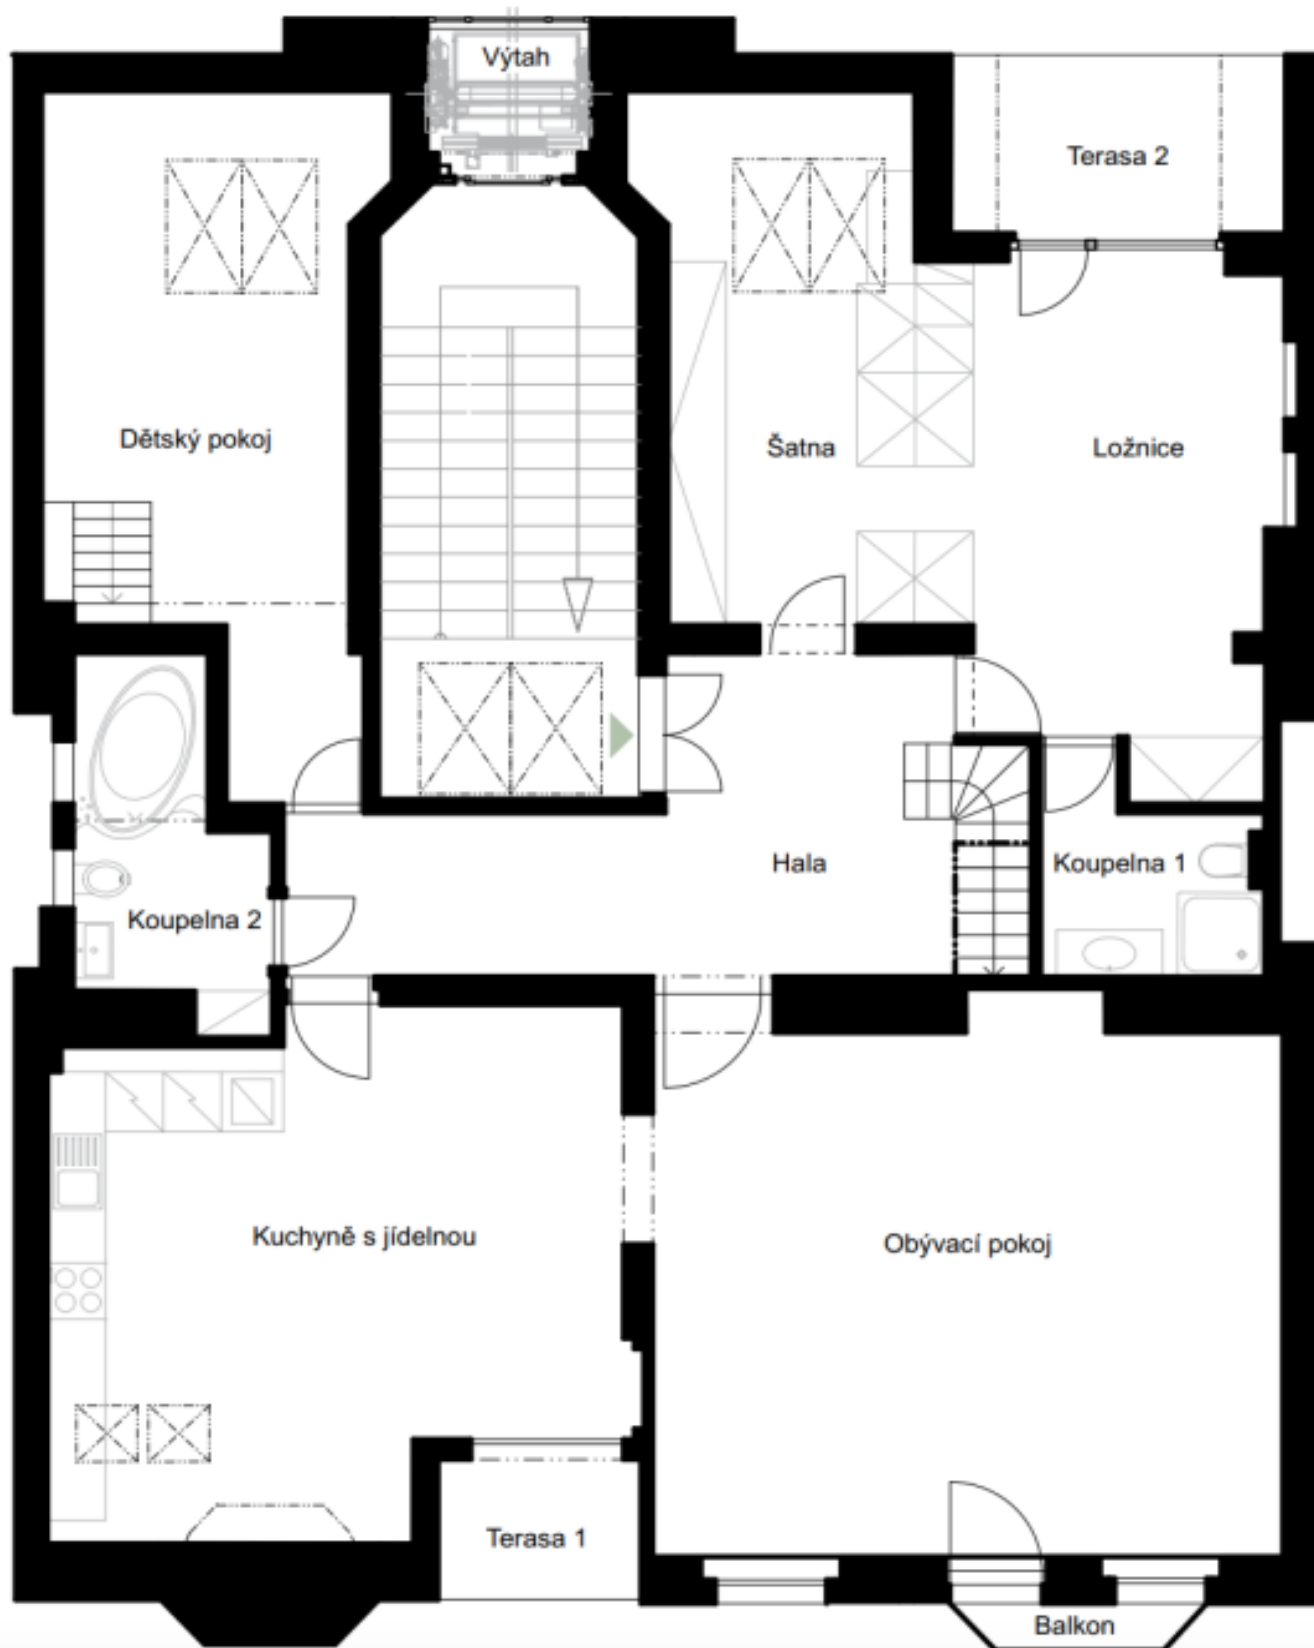 Výtah
Terasa 2
Dětský pokoj
Šatna
Ložnice
Hala
Koupelna 1
Koupelna 2
Kuchyně s jídelnou
Obývací pokoj
Terasa 1
Balkon